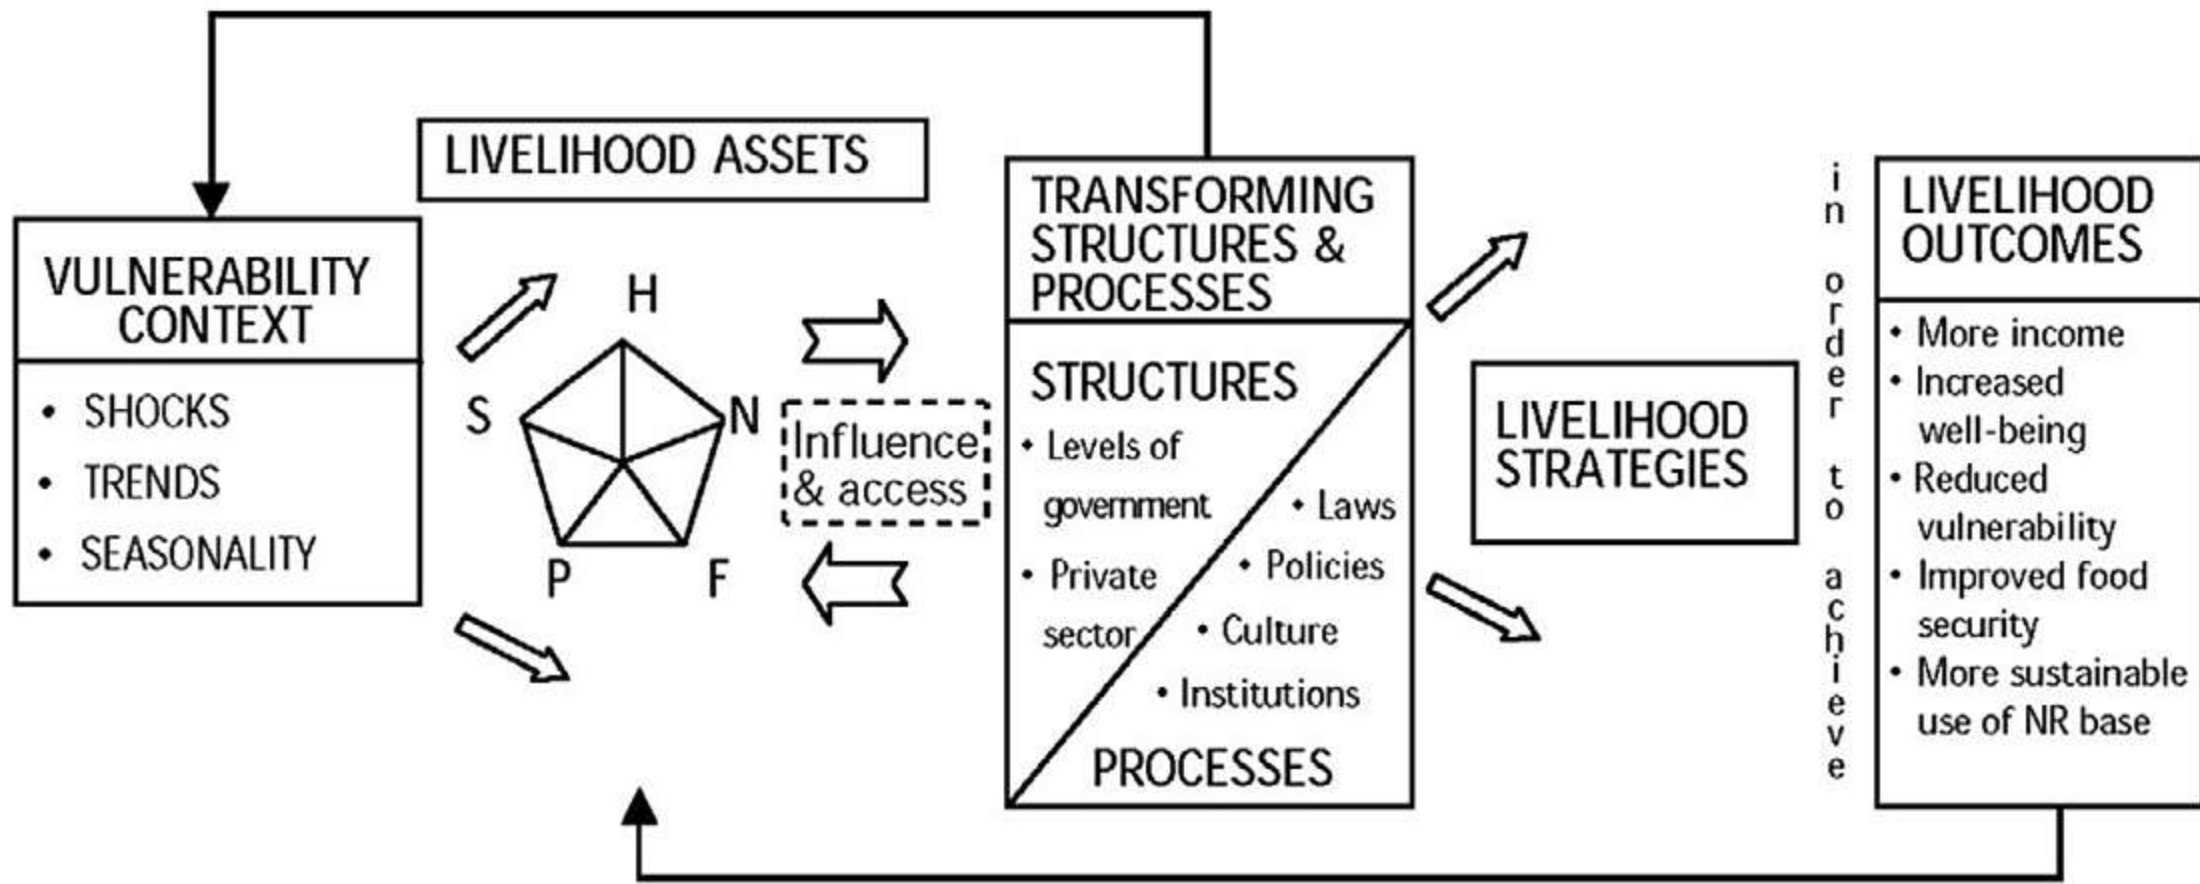 LIVELIHOOD ASSETS
VULNERABILITY
CONTEXT
• SHOCKS
• TRENDS
• SEASONALITY
H
S
N
P
F
Influence
& access
TRANSFORMING
STRUCTURES &
PROCESSES
STRUCTURES
• Levels of
government
• Private
sector
• Laws
• Policies
• Culture
• Institutions
PROCESSES
LIVELIHOOD
STRATEGIES
in order to achieve
LIVELIHOOD
OUTCOMES
• More income
• Increased
well-being
• Reduced
vulnerability
• Improved food
security
• More sustainable
use of NR base